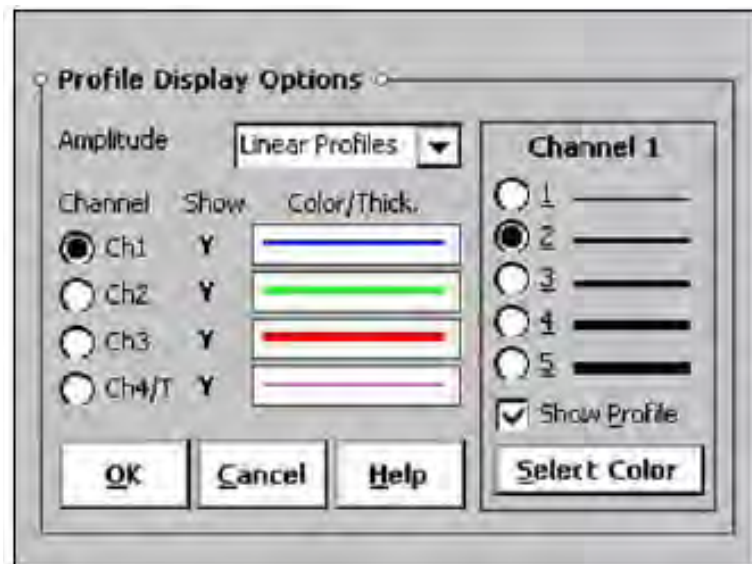 Profile Display Options
Amplitude Linear Profiles
Channel Show Color/Thick.
Ch1 Y
Ch2 Y
Ch3 Y
Ch4/T Y
OK Cancel Help
Channel 1
1
2
3
4
5
Show Profile
Select Color